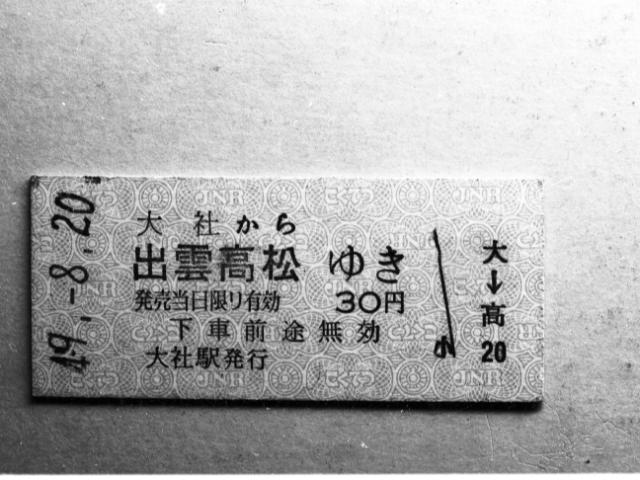 49.-8.20
大社から
出雲高松 ゆき
発売当日限り有効 30円
下車前途無効
大社駅発行
小
大
↓
高
20